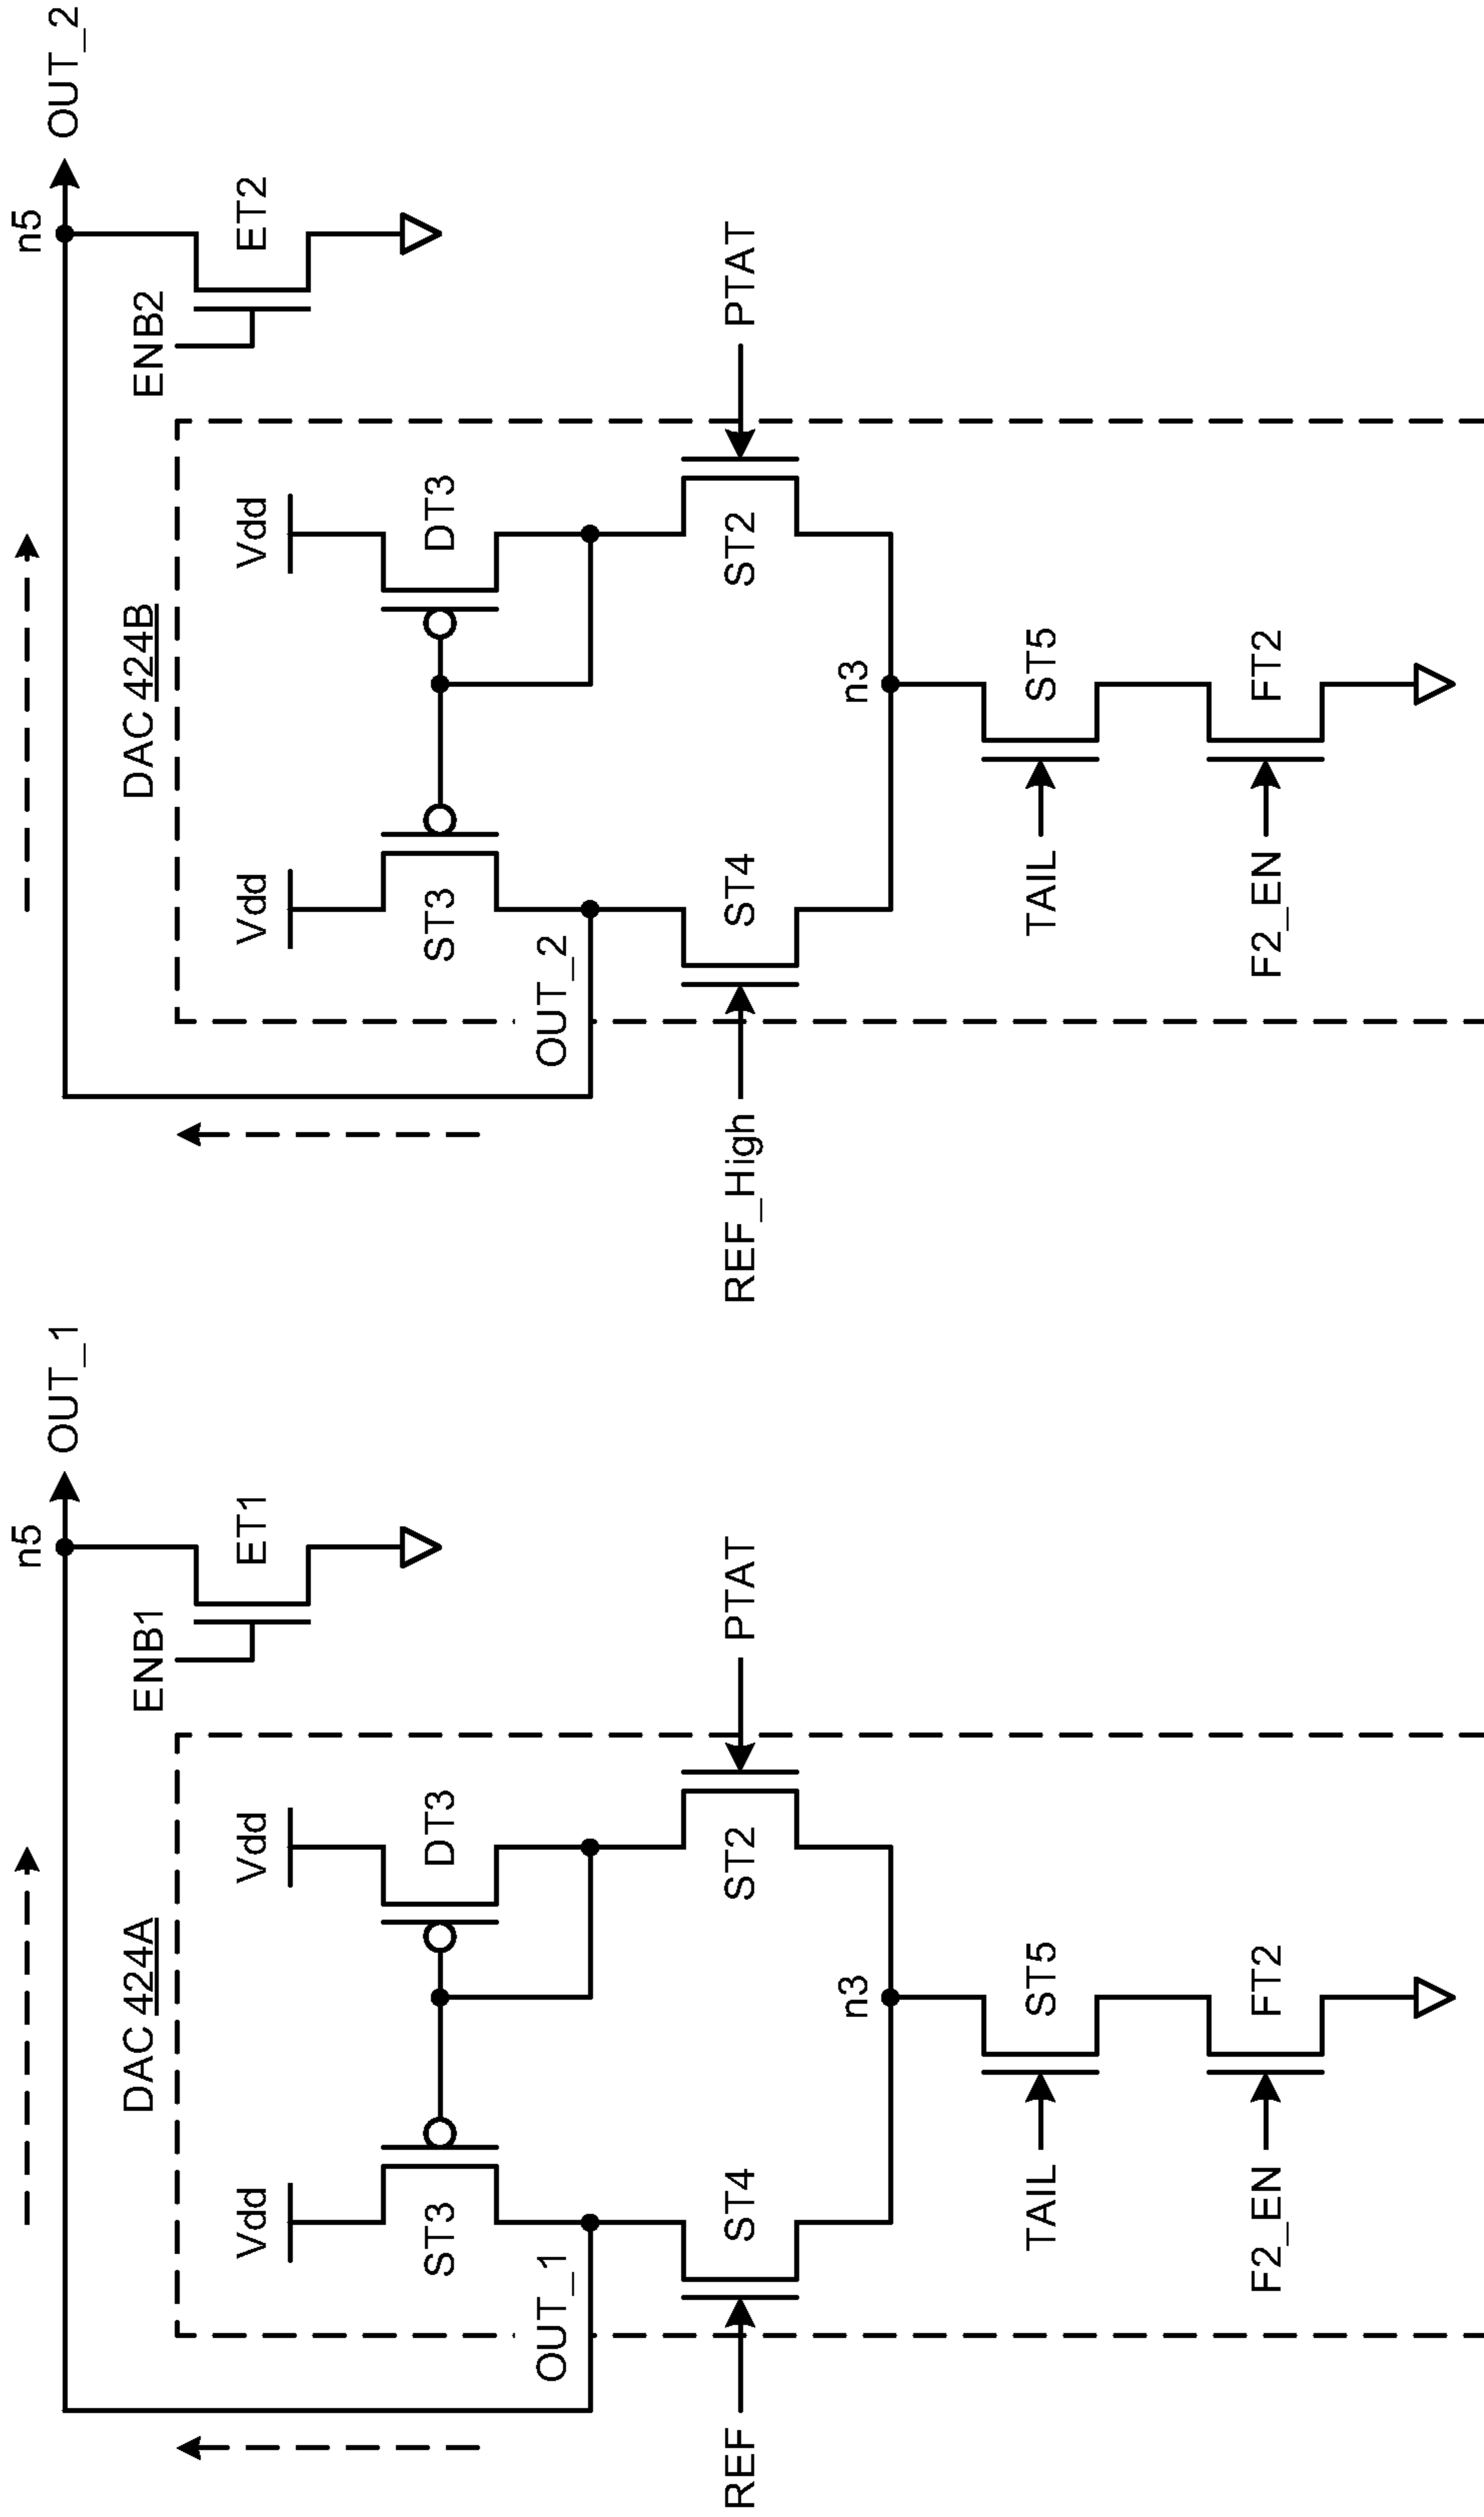 n5
OUT_1
ENB1
ET1
DAC 424A
Vdd
Vdd
ST3
DT3
OUT_1
REF
ST4
ST2
PTAT
n3
TAIL
ST5
F2_EN
FT2
n5
OUT_2
ENB2
ET2
DAC 424B
Vdd
Vdd
ST3
DT3
OUT_2
REF_High
ST4
ST2
PTAT
n3
TAIL
ST5
F2_EN
FT2